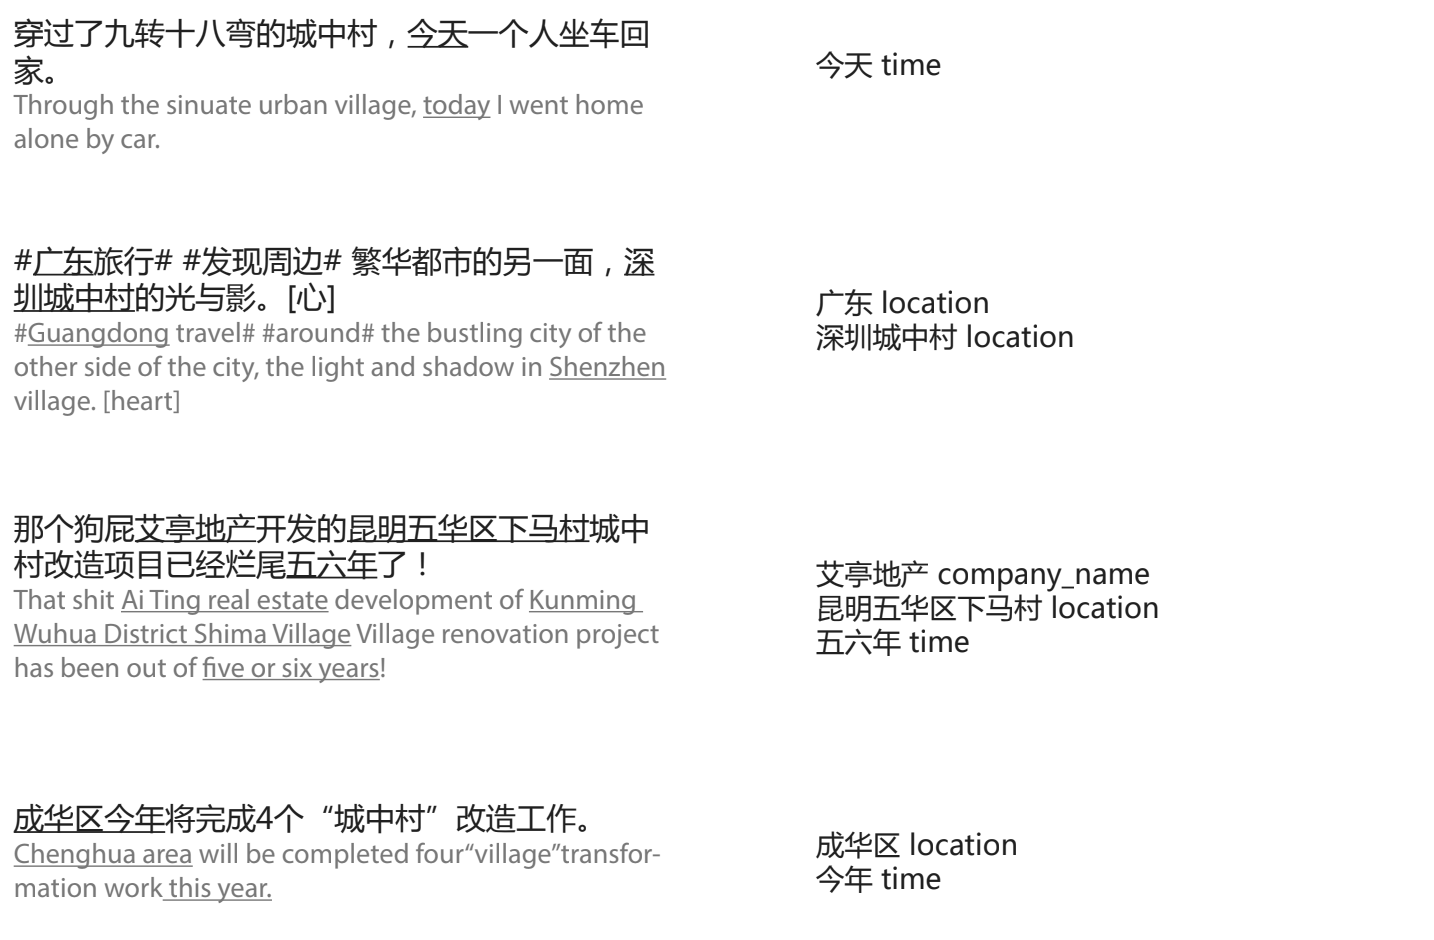 穿过了九转十八弯的城中村，今天一个人坐车回
家。
Through the sinuate urban village, today I went home
alone by car.
今天 time
#广东旅行# #发现周边# 繁华都市的另一面，深
圳城中村的光与影。[心]
#Guangdong travel# #around# the bustling city of the
other side of the city, the light and shadow in Shenzhen
village. [heart]
广东 location
深圳城中村 location
那个狗屁艾亭地产开发的昆明五华区下马村城中
村改造项目已经烂尾五六年了！
That shit Ai Ting real estate development of Kunming
Wuhua District Shima Village Village renovation project
has been out of five or six years!
艾亭地产 company_name
昆明五华区下马村 location
五六年 time
成华区今年将完成4个“城中村”改造工作。
Chenghua area will be completed four“village”transfor-
mation work this year.
成华区 location
今年 time